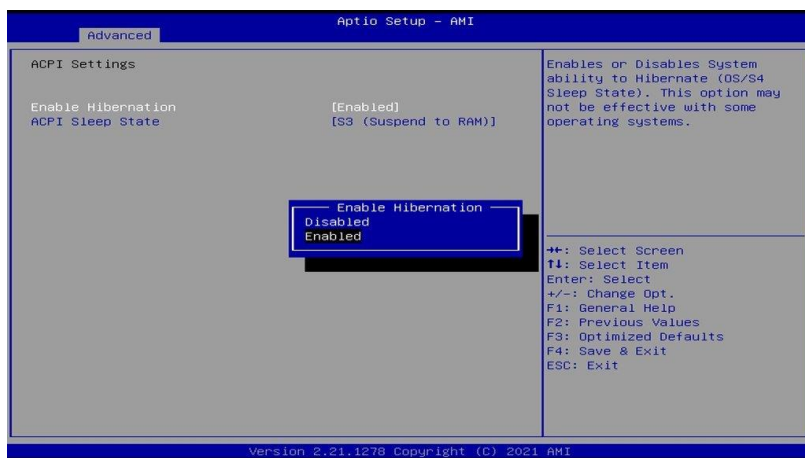 Aptio Setup – AMI
Advanced
ACPI Settings
Enable Hibernation [Enabled]
ACPI Sleep State [S3 (Suspend to RAM)]
Enable Hibernation
Disabled
Enabled
Enables or Disables System
ability to Hibernate (OS/S4
Sleep State). This option may
not be effective with some
operating systems.
→←: Select Screen
↑↓: Select Item
Enter: Select
+/-: Change Opt.
F1: General Help
F2: Previous Values
F3: Optimized Defaults
F4: Save & Exit
ESC: Exit
Version 2.21.1278 Copyright (C) 2021 AMI